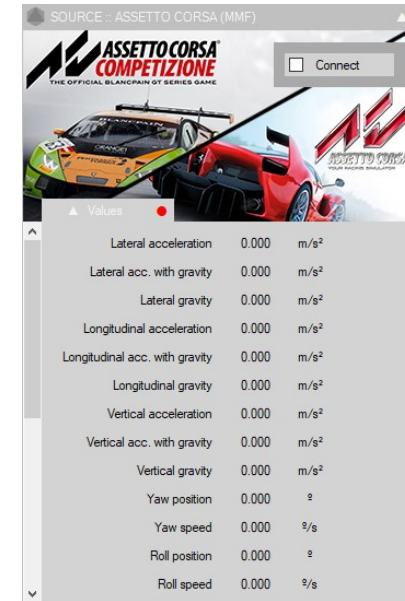 SOURCE :: ASSETTO CORSA (MMF)
ASSETTO CORSA
COMPETIZIONE
THE OFFICIAL BLANCPAIN GT SERIES GAME
Connect
ASSETTO CORSA
YOUR RACING SIMULATOR
Values
Lateral acceleration 0.000 m/s²
Lateral acc. with gravity 0.000 m/s²
Lateral gravity 0.000 m/s²
Longitudinal acceleration 0.000 m/s²
Longitudinal acc. with gravity 0.000 m/s²
Longitudinal gravity 0.000 m/s²
Vertical acceleration 0.000 m/s²
Vertical acc. with gravity 0.000 m/s²
Vertical gravity 0.000 m/s²
Yaw position 0.000 º
Yaw speed 0.000 º/s
Roll position 0.000 º
Roll speed 0.000 º/s